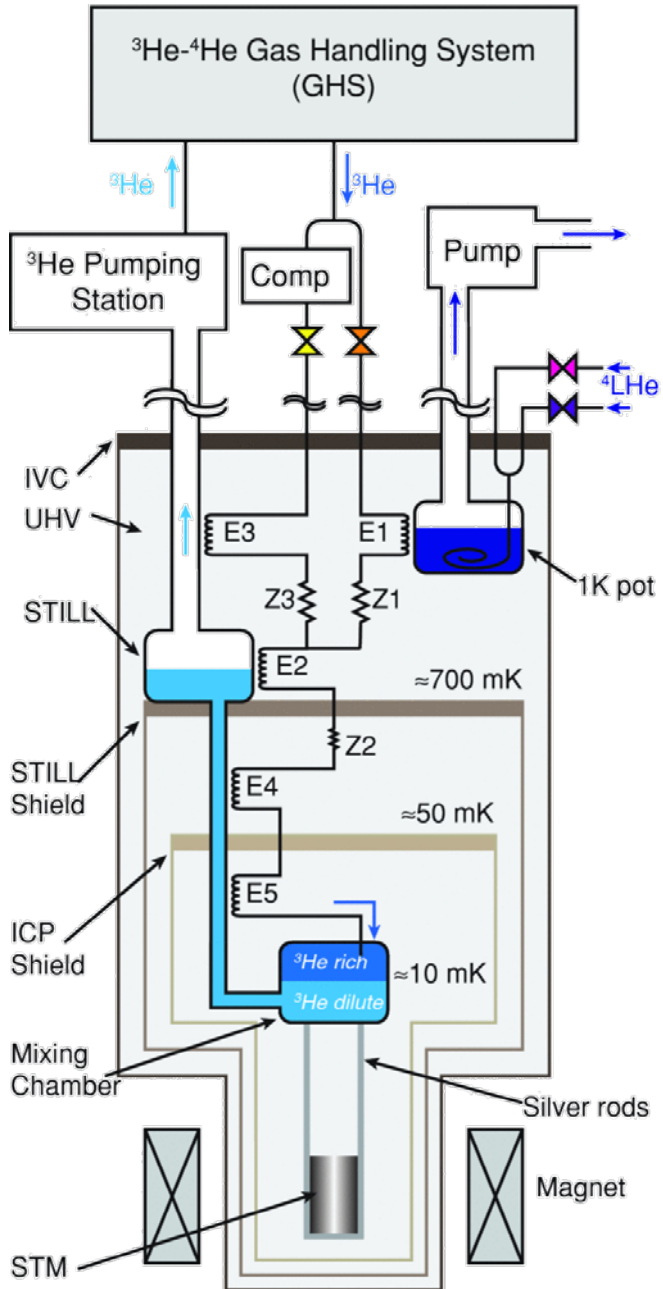 ³He-⁴He Gas Handling System
(GHS)
³He
³He
³He Pumping
Station
Comp
Pump
⁴LHe
IVC
UHV
E3
E1
1K pot
Z3
Z1
STILL
E2
≈700 mK
Z2
STILL
Shield
E4
≈50 mK
E5
ICP
Shield
³He rich
≈10 mK
³He dilute
Mixing
Chamber
Silver rods
Magnet
STM